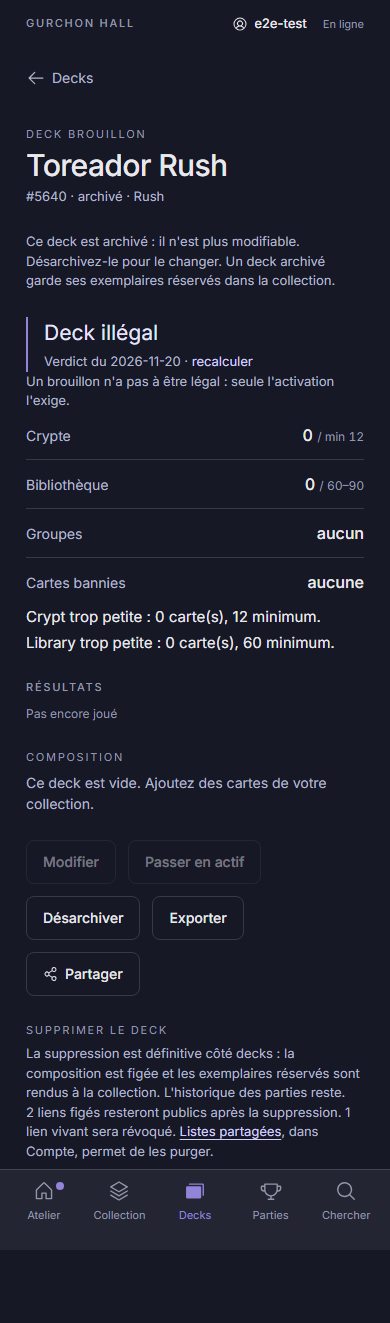 GURCHON HALL
e2e-test En ligne
Decks
DECK BROUILLON
Toreador Rush
#5640 · archivé · Rush
Ce deck est archivé : il n'est plus modifiable.
Désarchivez-le pour le changer. Un deck archivé
garde ses exemplaires réservés dans la collection.
Deck illégal
Verdict du 2026-11-20 · recalculer
Un brouillon n'a pas à être légal : seule l'activation
l'exige.
Crypte 0 / min 12
Bibliothèque 0 / 60–90
Groupes aucun
Cartes bannies aucune
Crypt trop petite : 0 carte(s), 12 minimum.
Library trop petite : 0 carte(s), 60 minimum.
RÉSULTATS
Pas encore joué
COMPOSITION
Ce deck est vide. Ajoutez des cartes de votre
collection.
Modifier Passer en actif
Désarchiver Exporter
Partager
SUPPRIMER LE DECK
La suppression est définitive côté decks : la
composition est figée et les exemplaires réservés sont
rendus à la collection. L'historique des parties reste.
2 liens figés resteront publics après la suppression. 1
lien vivant sera révoqué. Listes partagées, dans
Compte, permet de les purger.
Atelier Collection Decks Parties Chercher